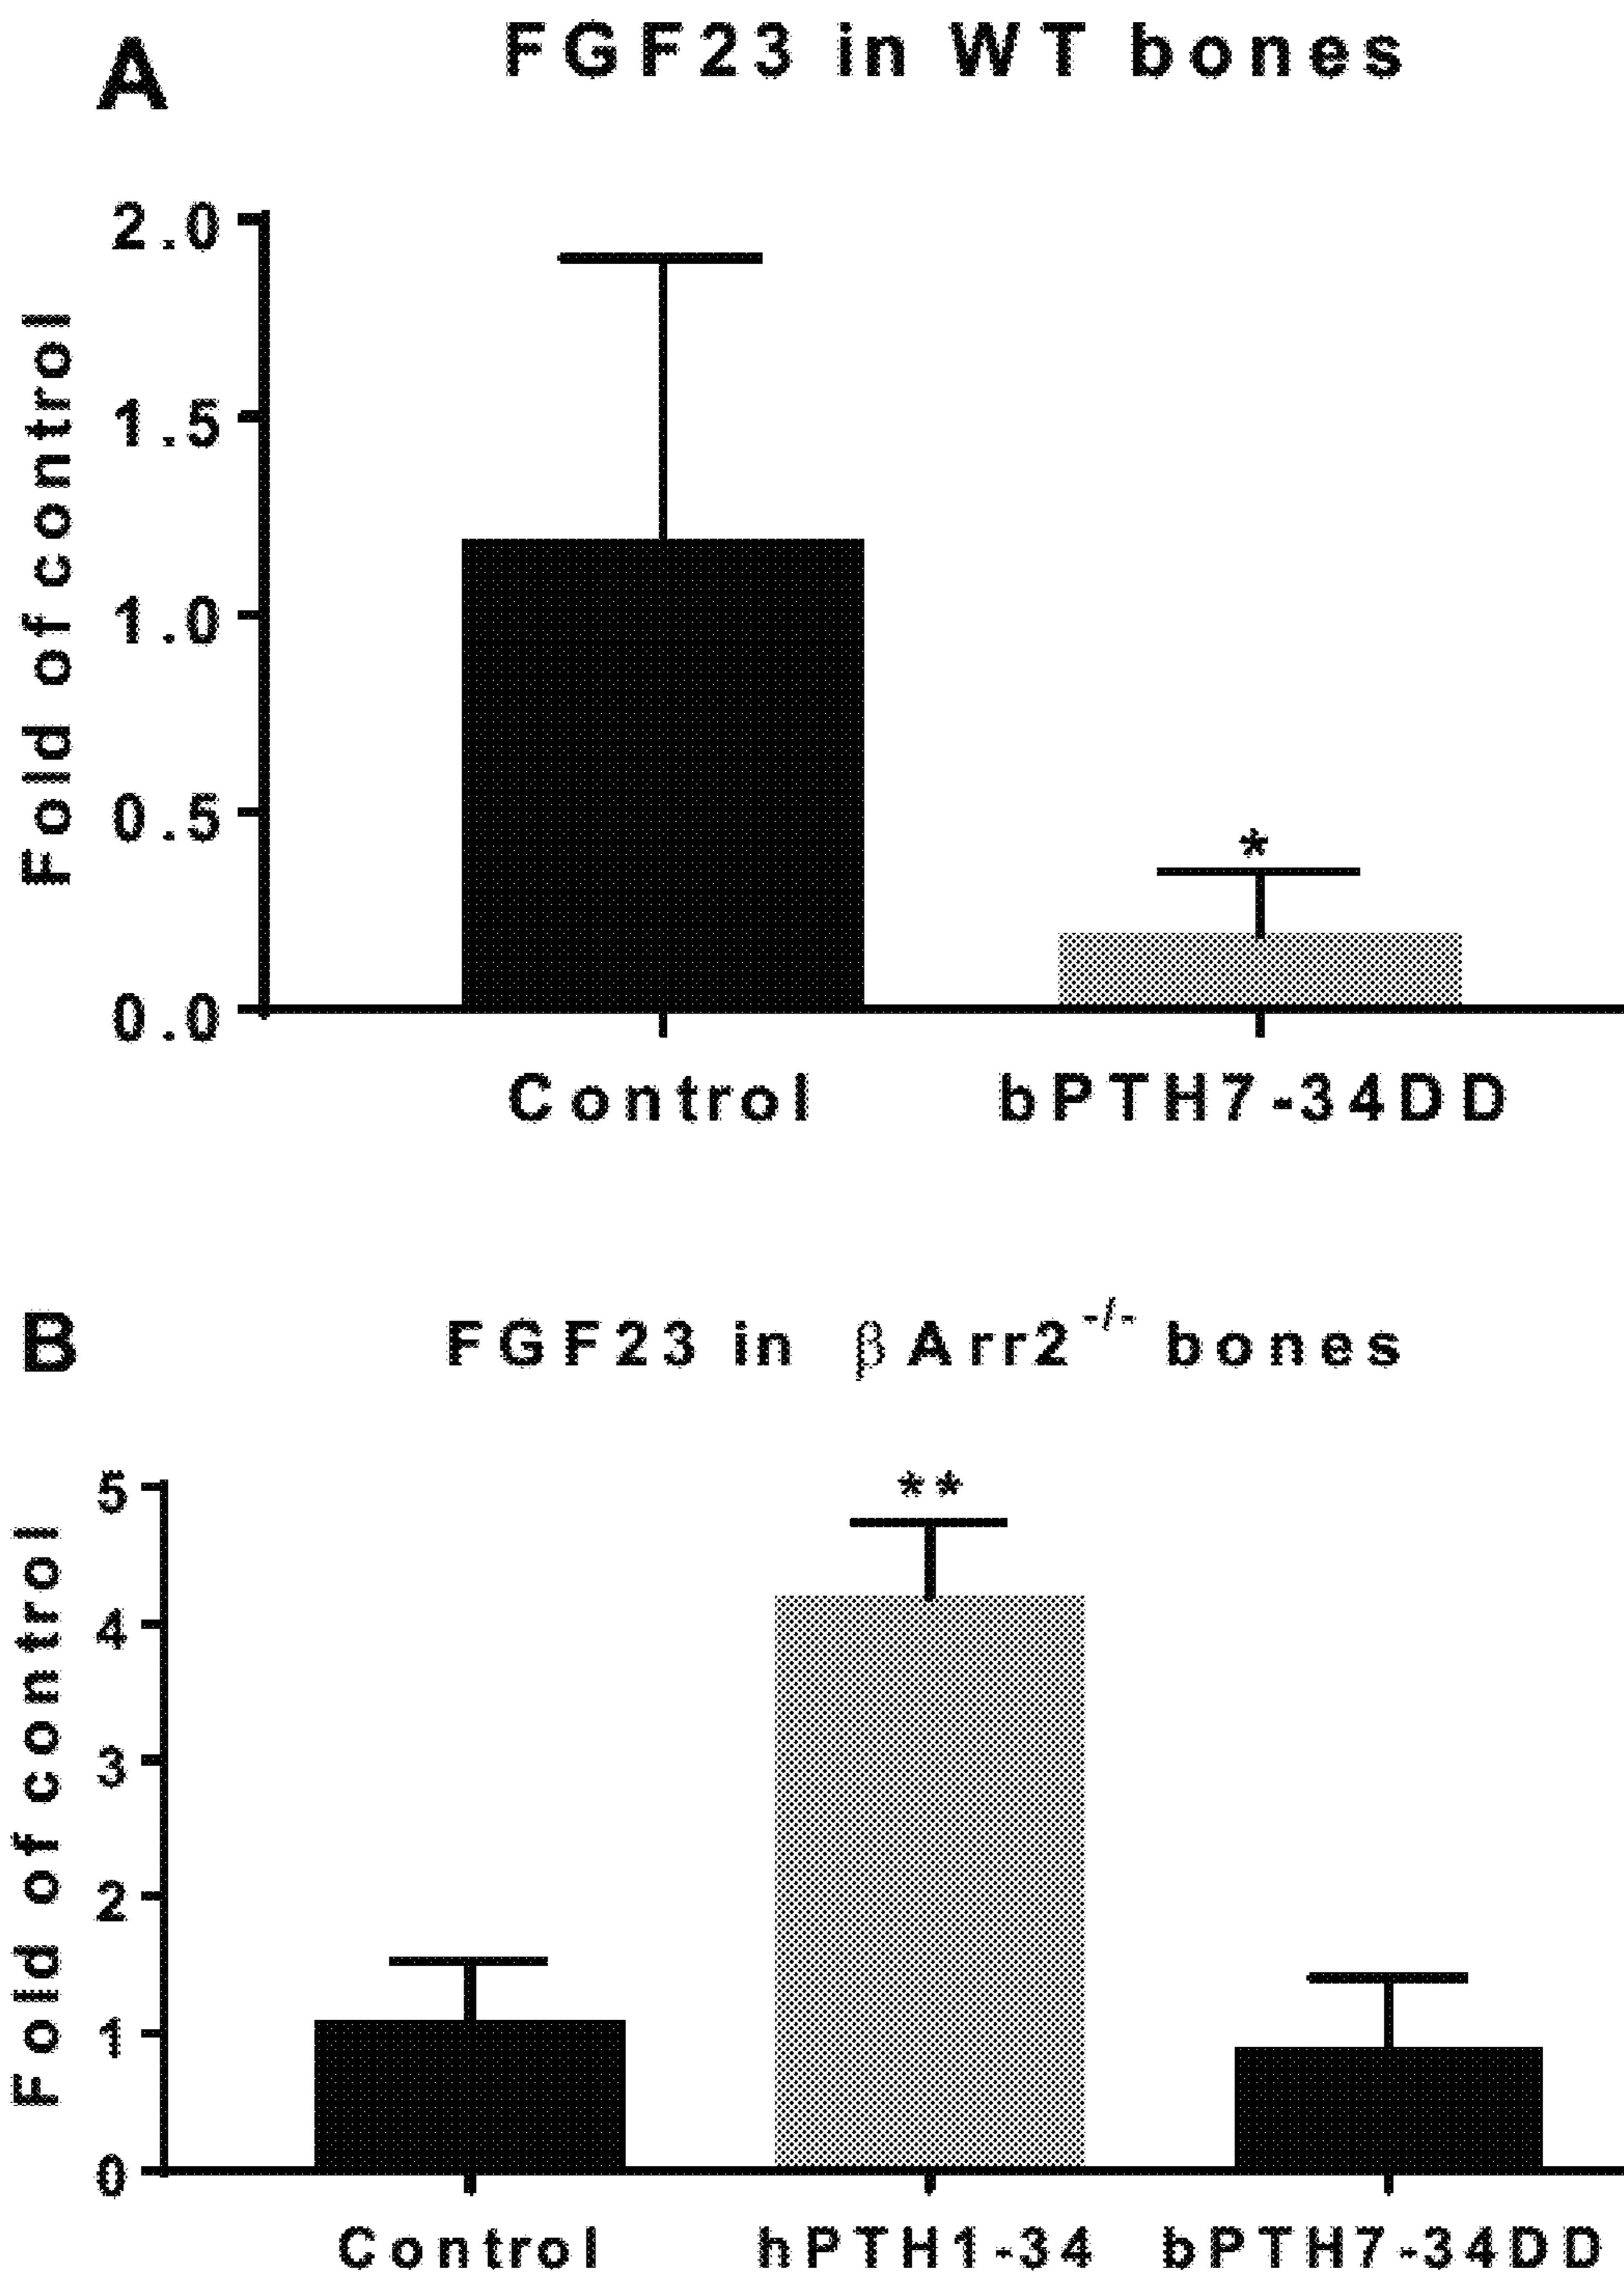 A
FGF23 in WT bones
Fold of control
2.0
1.5
1.0
0.5
0.0
*
Control
bPTH7-34DD
B
FGF23 in βArr2-/- bones
Fold of control
5
4
3
2
1
0
**
Control
hPTH1-34
bPTH7-34DD